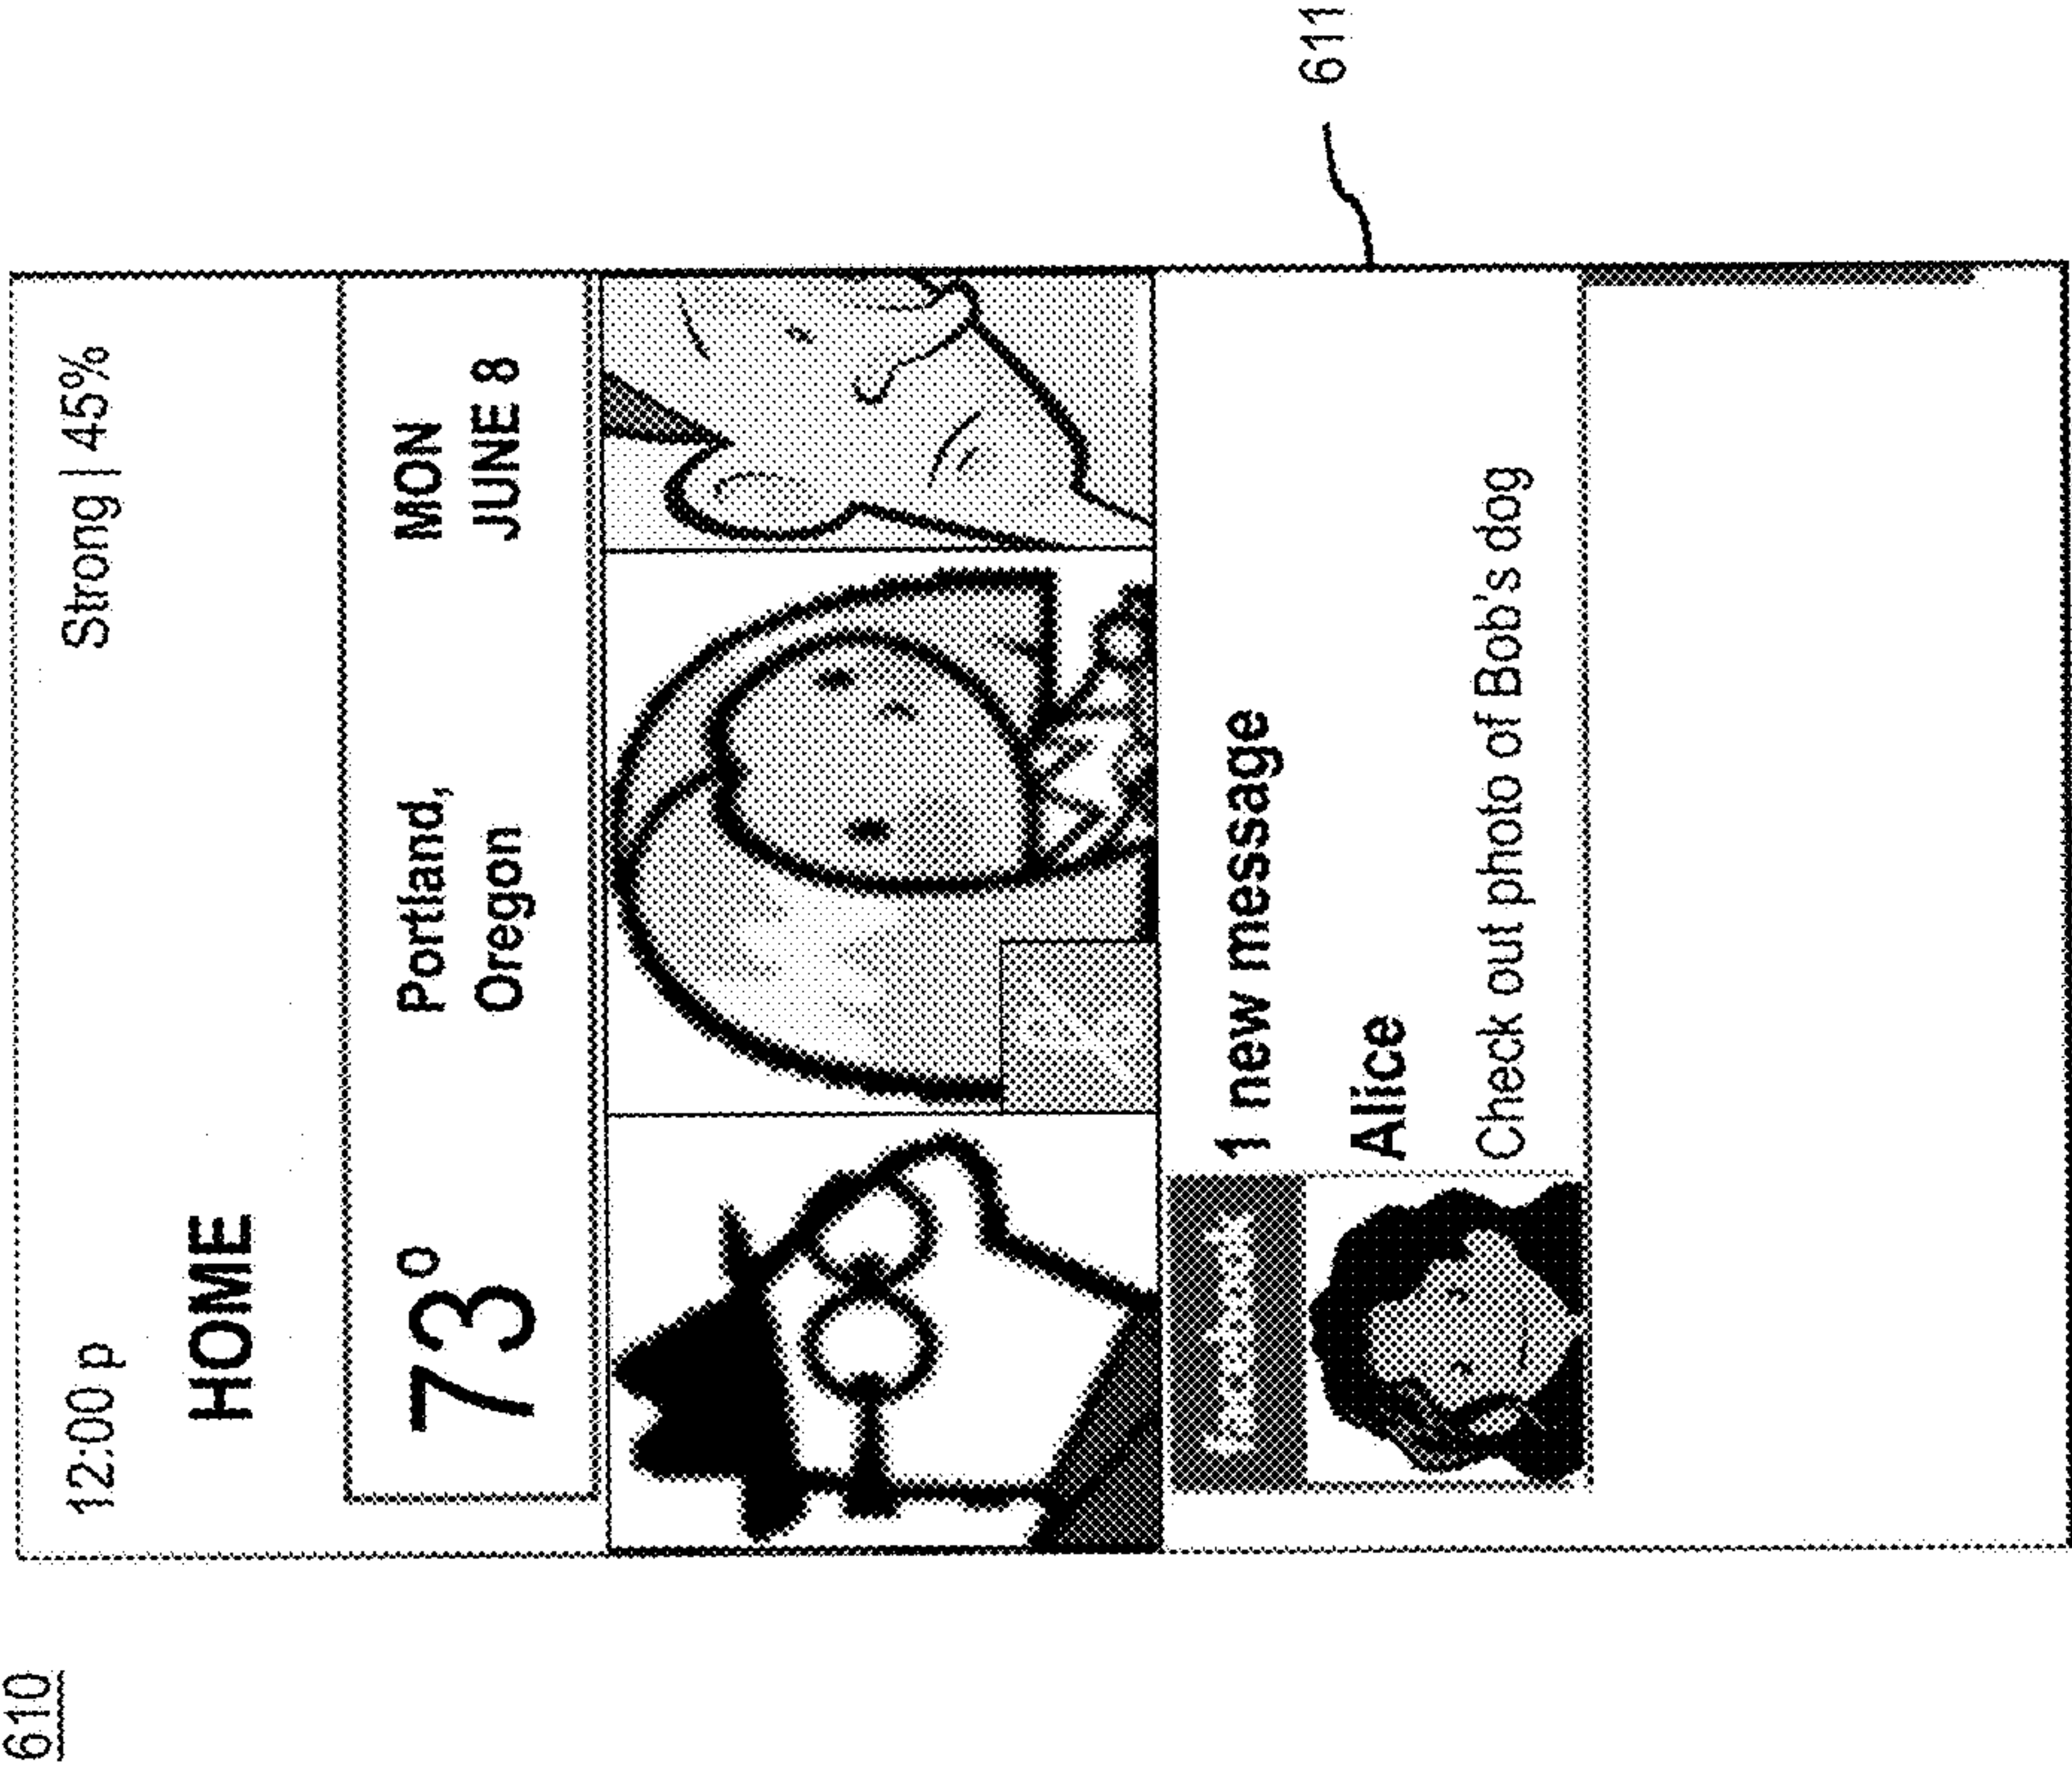 610
12:00 p Strong | 45%
HOME
73° Portland, Oregon MON JUNE 8
facebook
1 new message
Alice
Check out photo of Bob's dog
611